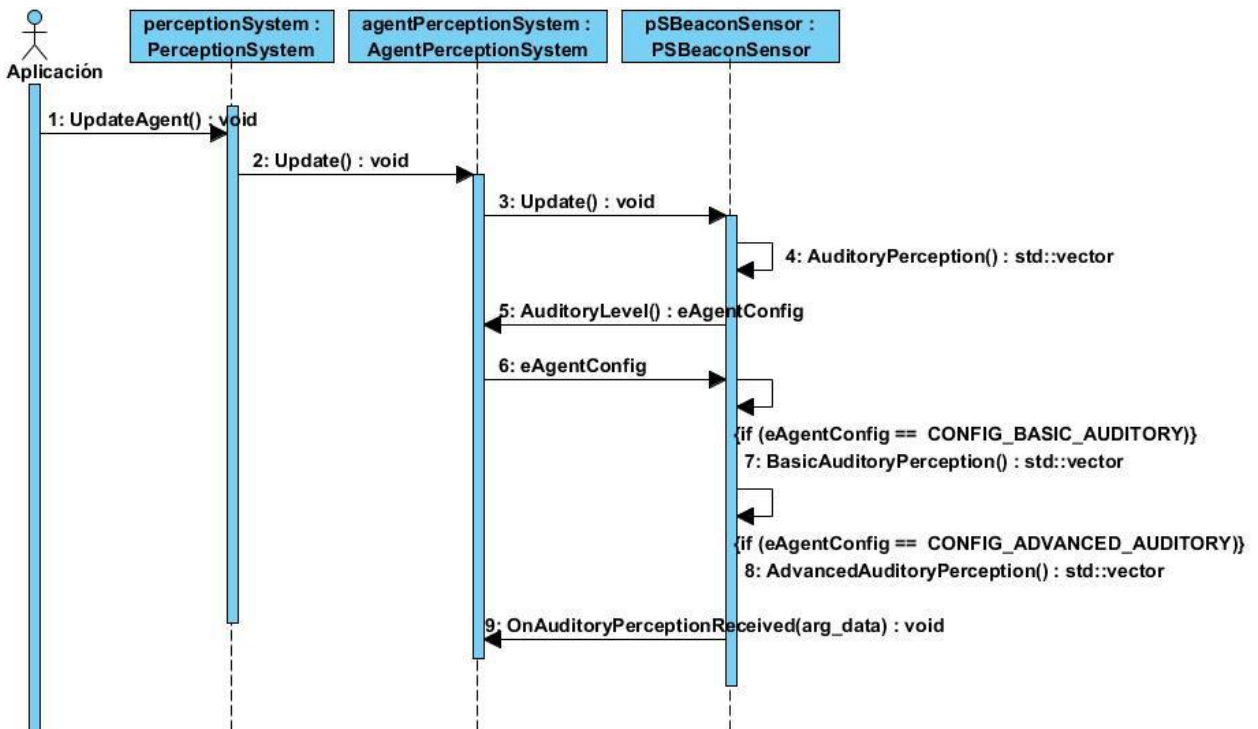 perceptionSystem :
PerceptionSystem
agentPerceptionSystem :
AgentPerceptionSystem
pSBeaconSensor :
PSBeaconSensor
Aplicación
1: UpdateAgent() : void
2: Update() : void
3: Update() : void
4: AuditoryPerception() : std::vector
5: AuditoryLevel() : eAgentConfig
6: eAgentConfig
{if (eAgentConfig == CONFIG_BASIC_AUDITORY)}
7: BasicAuditoryPerception() : std::vector
{if (eAgentConfig == CONFIG_ADVANCED_AUDITORY)}
8: AdvancedAuditoryPerception() : std::vector
9: OnAuditoryPerceptionReceived(arg_data) : void